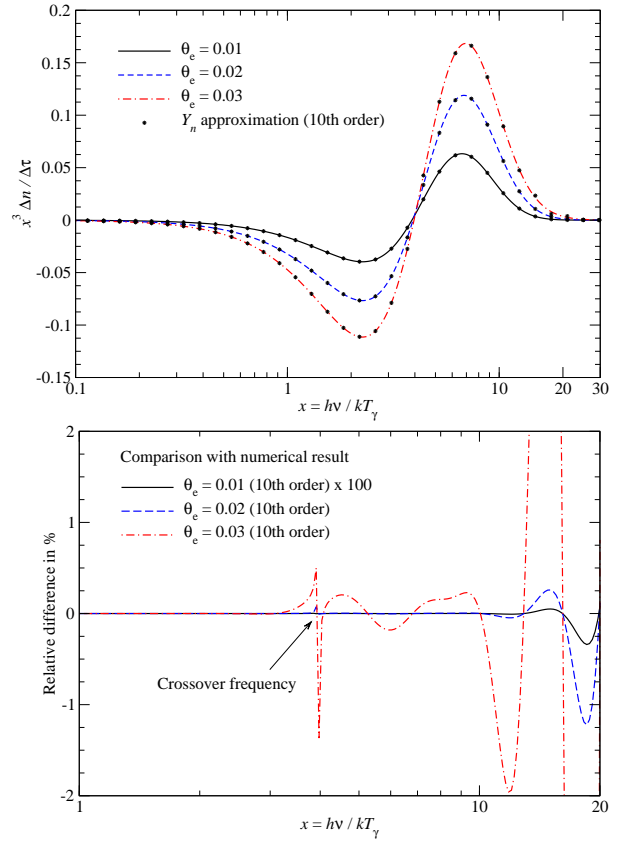 0.2
0.15
0.1
0.05
0
-0.05
-0.1
-0.15
x³ Δn / Δτ
θₑ = 0.01
θₑ = 0.02
θₑ = 0.03
Yₙ approximation (10th order)
0.1 1 10 20 30
x = hν / kTᵧ
2
1
0
-1
-2
Relative difference in %
Comparison with numerical result
θₑ = 0.01 (10th order) x 100
θₑ = 0.02 (10th order)
θₑ = 0.03 (10th order)
Crossover frequency
1 10 20
x = hν / kTᵧ